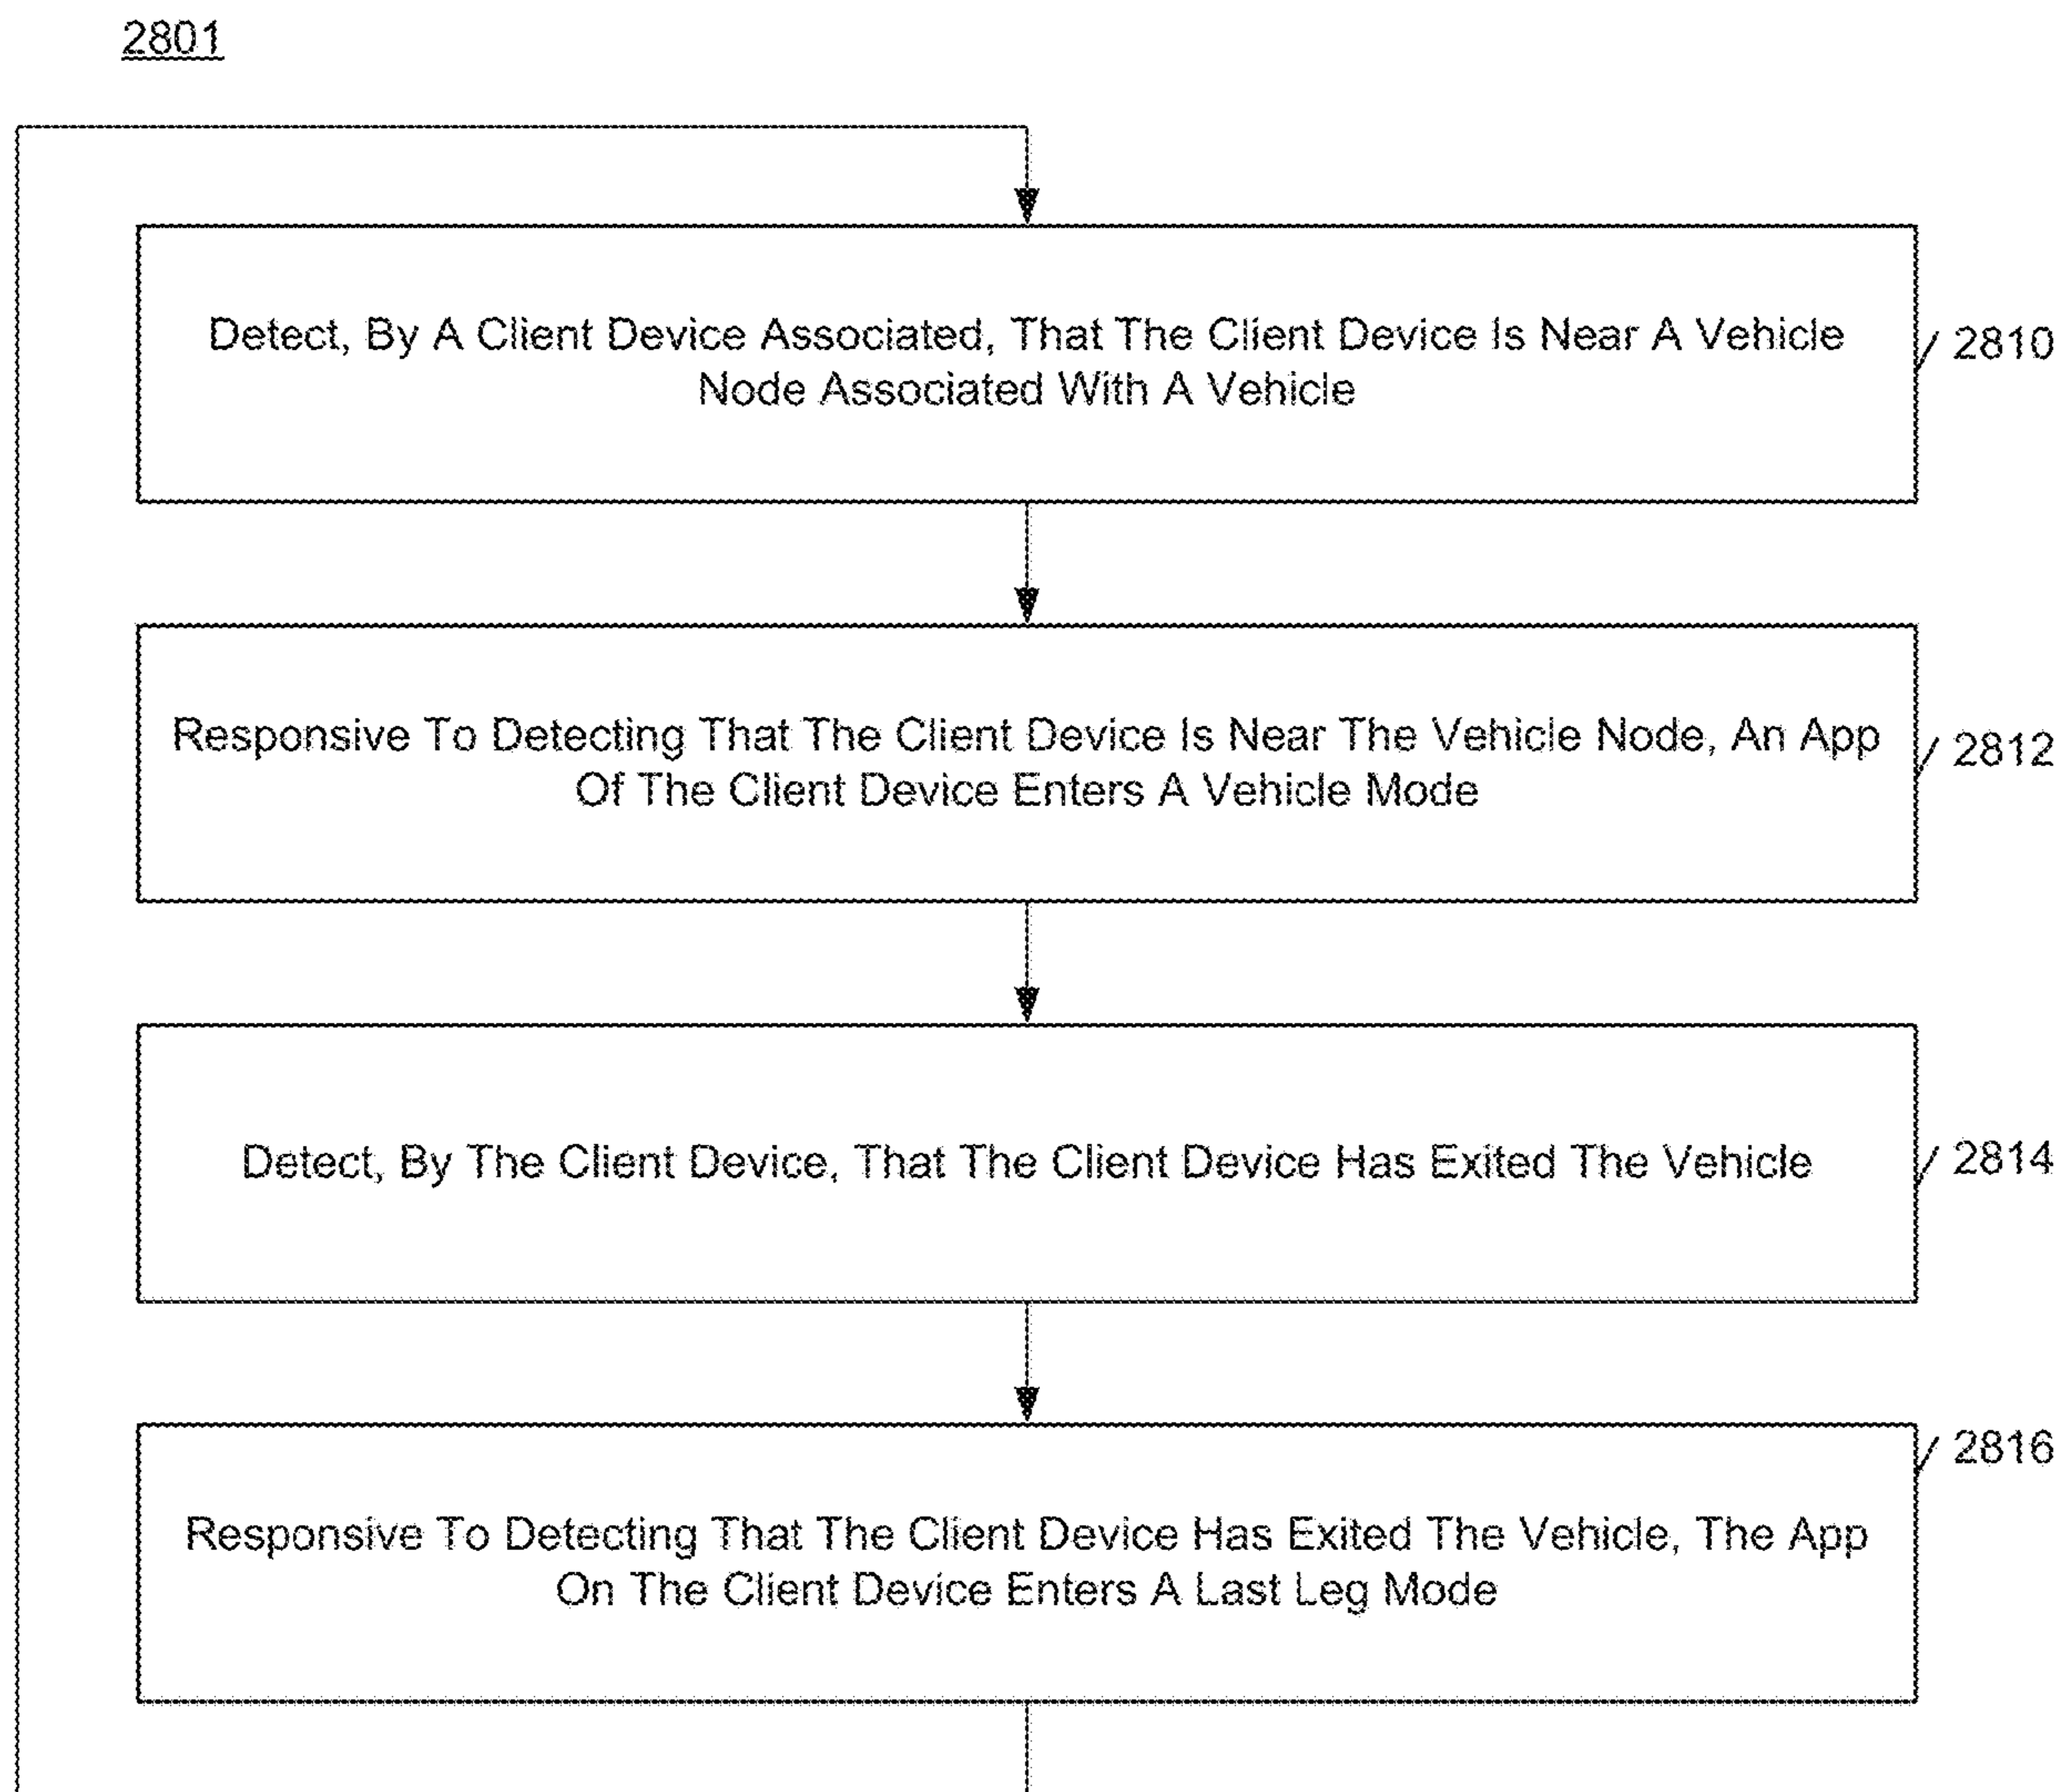 2801
Detect, By A Client Device Associated, That The Client Device Is Near A Vehicle
Node Associated With A Vehicle
2810
Responsive To Detecting That The Client Device Is Near The Vehicle Node, An App
Of The Client Device Enters A Vehicle Mode
2812
Detect, By The Client Device, That The Client Device Has Exited The Vehicle
2814
Responsive To Detecting That The Client Device Has Exited The Vehicle, The App
On The Client Device Enters A Last Leg Mode
2816